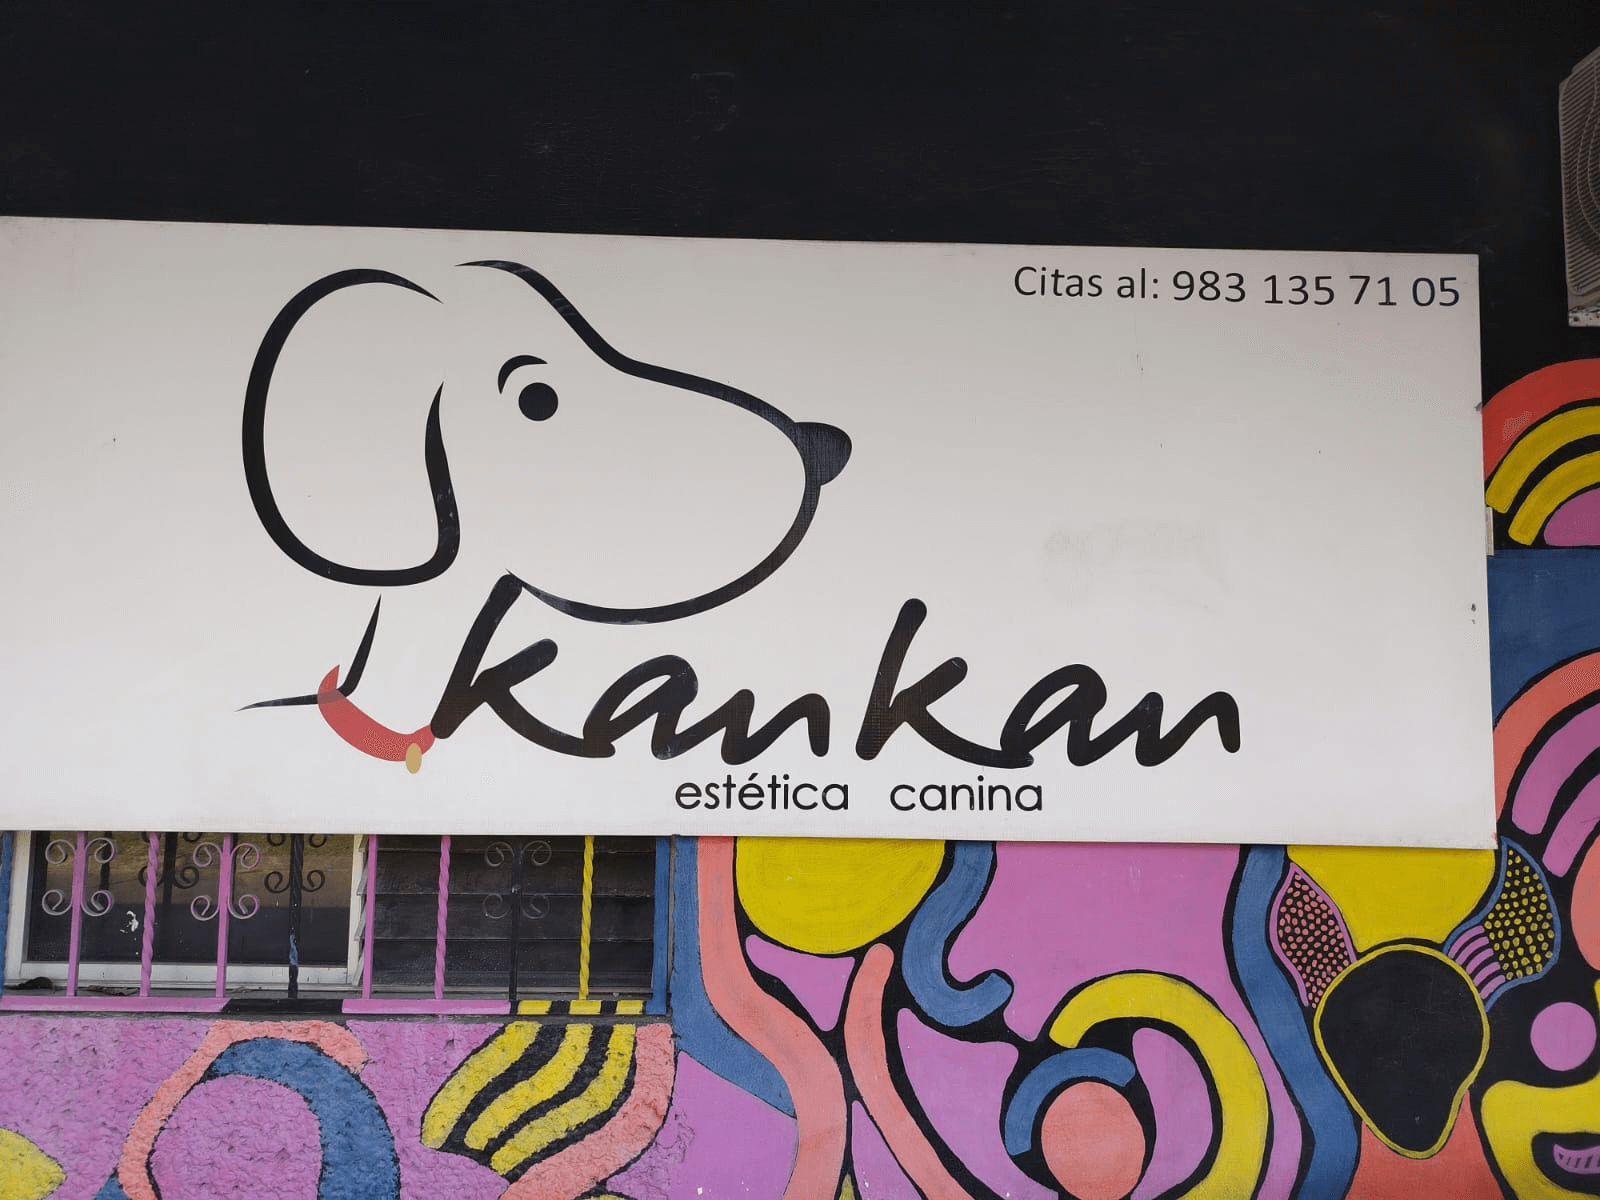 Citas al: 983 135 71 05
kankan
estética canina